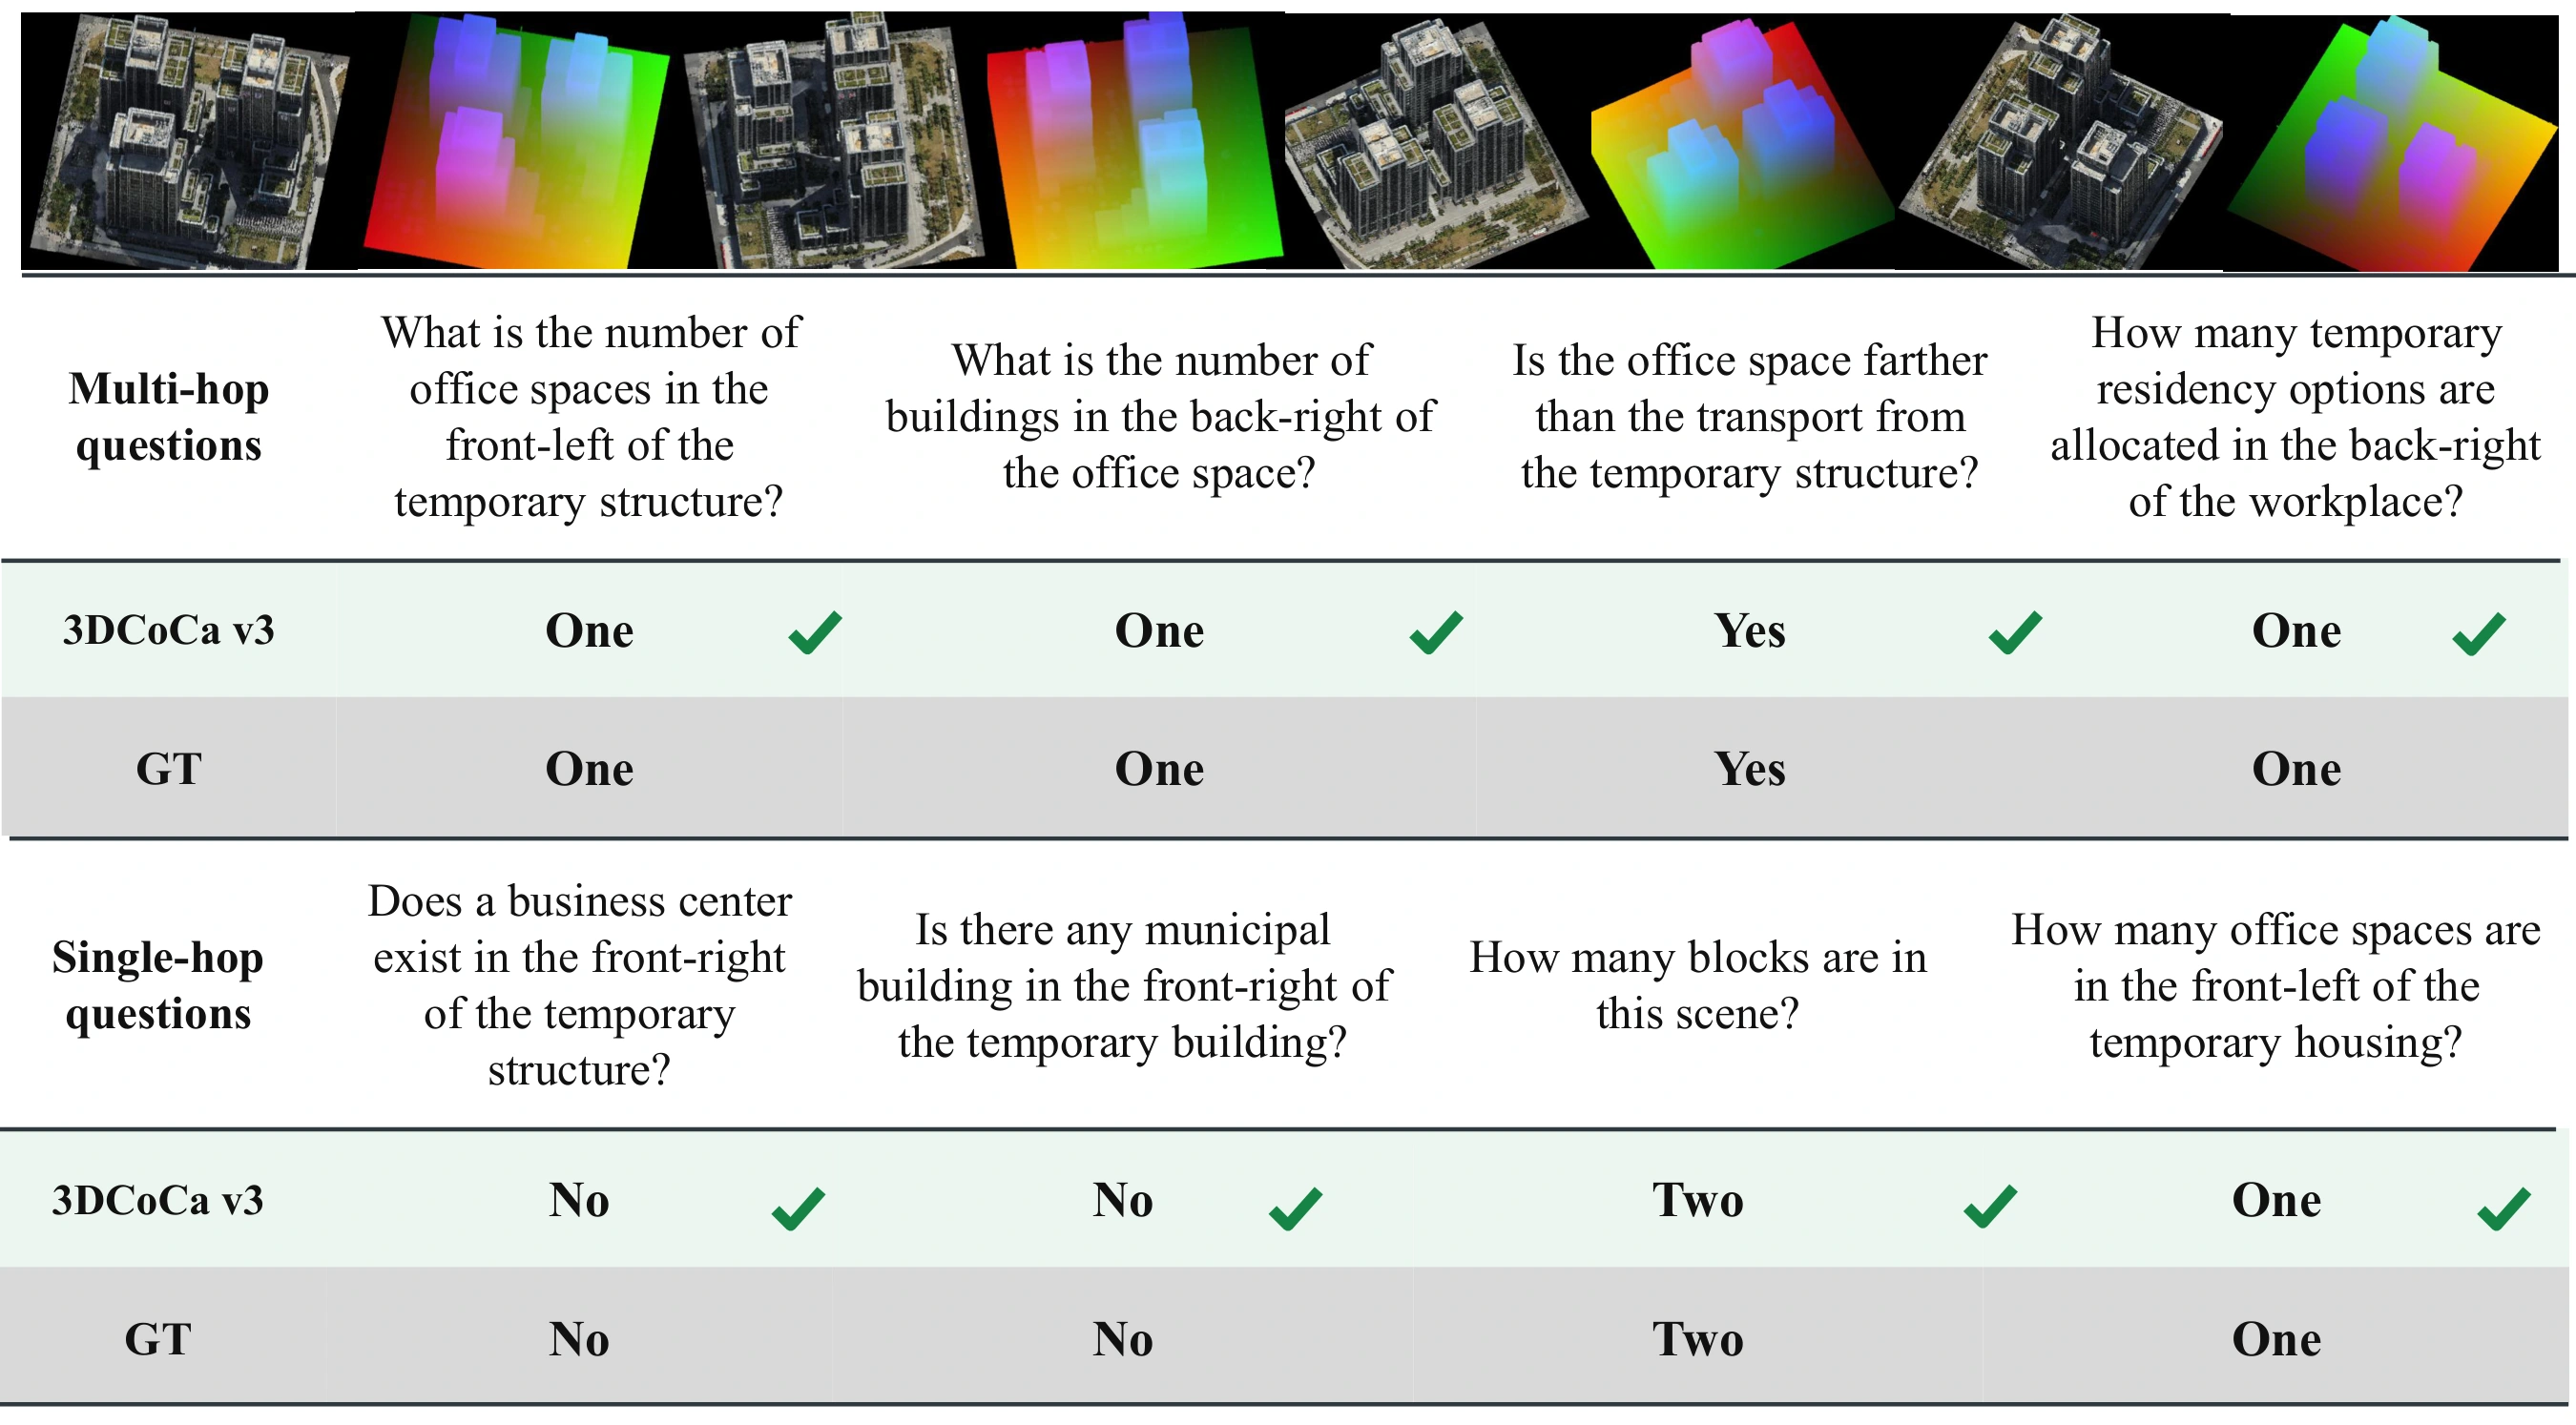 Multi-hop
questions
What is the number of
office spaces in the
front-left of the
temporary structure?
What is the number of
buildings in the back-right of
the office space?
Is the office space farther
than the transport from
the temporary structure?
How many temporary
residency options are
allocated in the back-right
of the workplace?
3DCoCa v3 One One Yes One
GT One One Yes One
Single-hop
questions
Does a business center
exist in the front-right
of the temporary
structure?
Is there any municipal
building in the front-right of
the temporary building?
How many blocks are in
this scene?
How many office spaces are
in the front-left of the
temporary housing?
3DCoCa v3 No No Two One
GT No No Two One